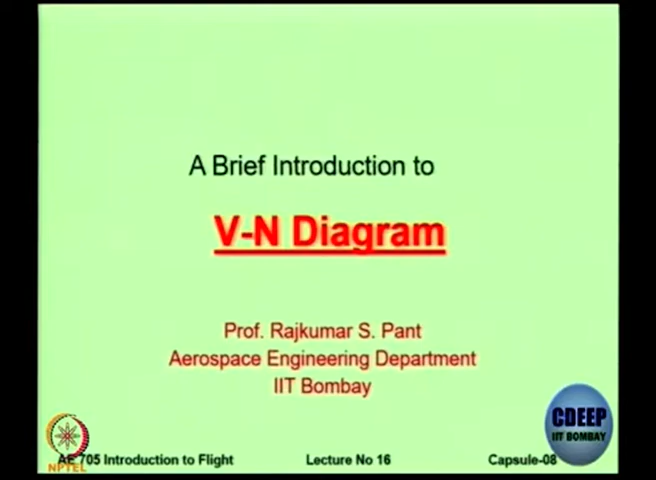 A Brief Introduction to
V-N Diagram
Prof. Rajkumar S. Pant
Aerospace Engineering Department
IIT Bombay
CDEEP
IIT BOMBAY
NPTEL
AE 705 Introduction to Flight
Lecture No 16
Capsule-08